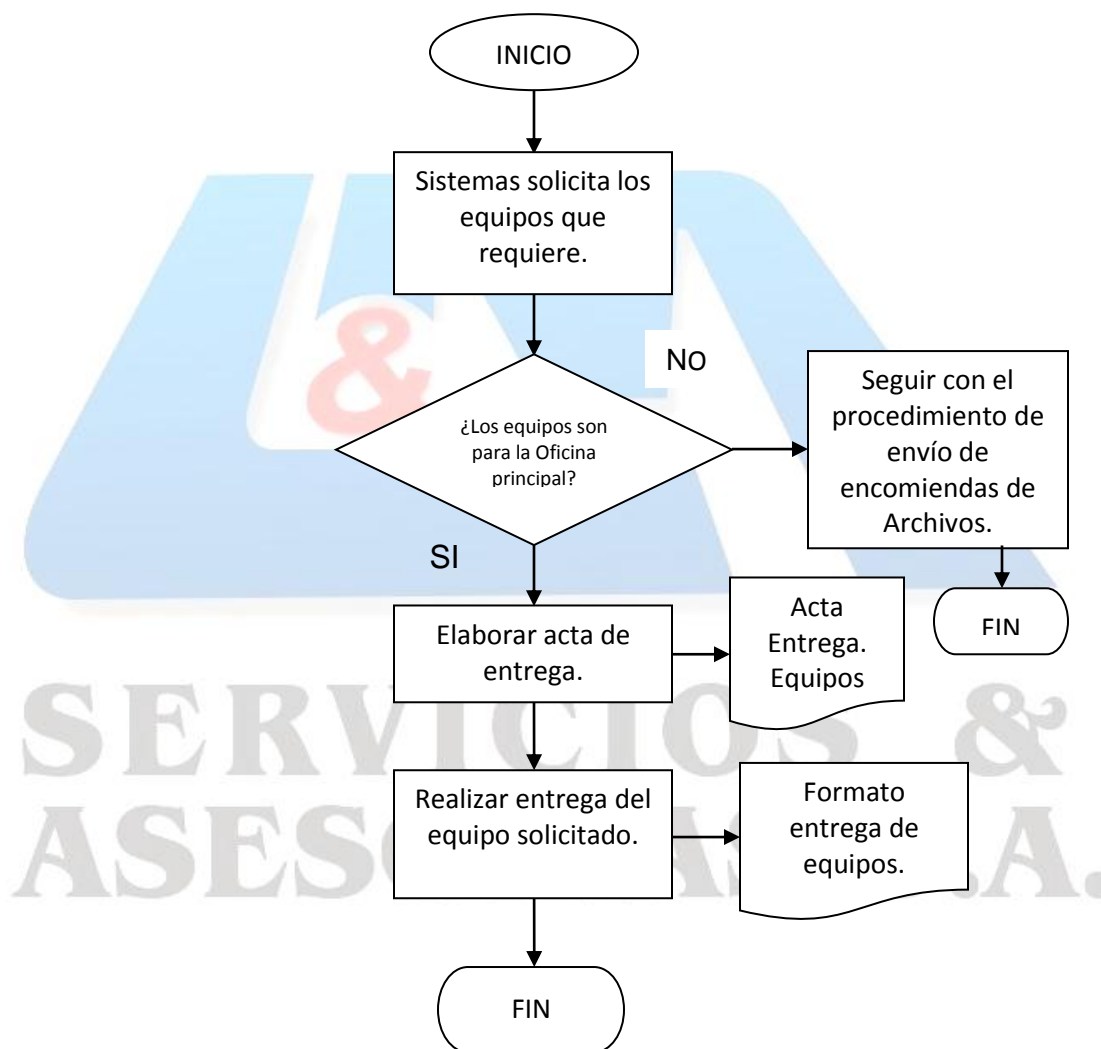 INICIO
Sistemas solicita los
equipos que
requiere.
No
¿Los equipos son
para la Oficina
principal?
Seguir con el
procedimiento de
envío de
encomiendas de
Archivos.
SI
FIN
Elaborar acta de
entrega.
Acta
Entrega.
Equipos
Realizar entrega del
equipo solicitado.
Formato
entrega de
equipos.
FIN
&
SERVICIOS &